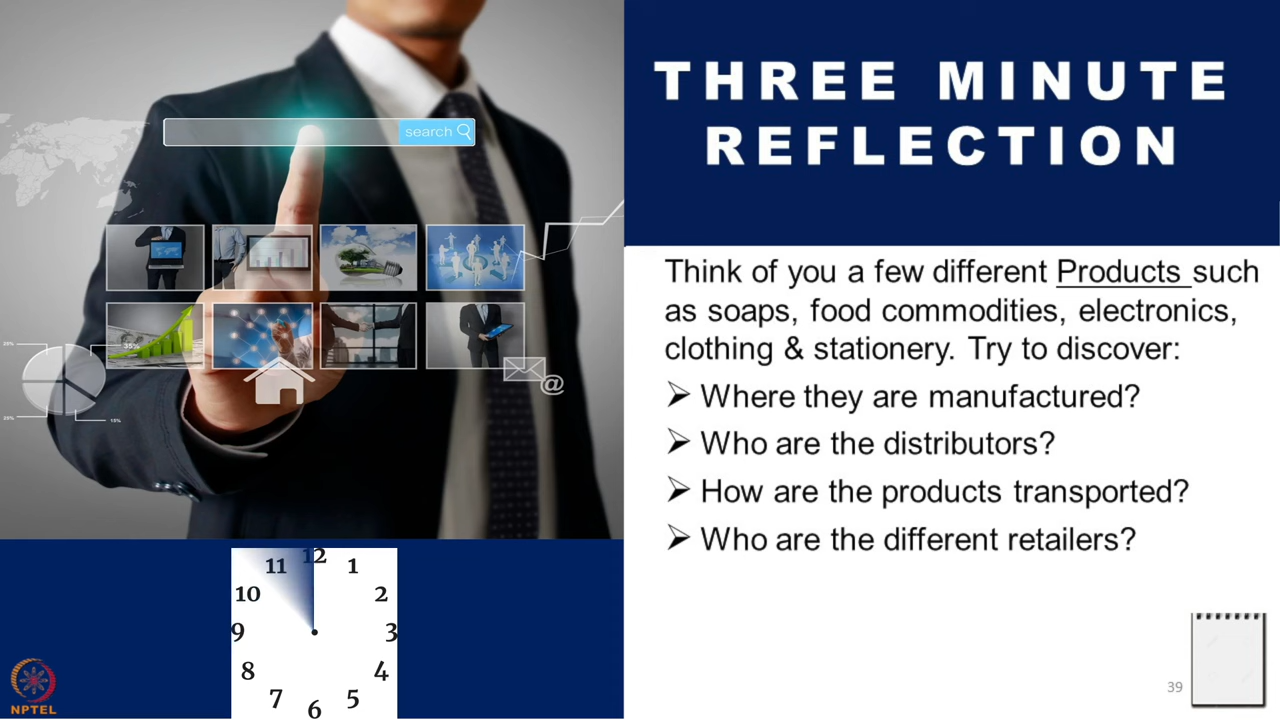 THREE MINUTE
REFLECTION
search
Think of you a few different Products such
as soaps, food commodities, electronics,
clothing & stationery. Try to discover:
➢ Where they are manufactured?
➢ Who are the distributors?
➢ How are the products transported?
➢ Who are the different retailers?
35%
15%
@
12
11
1
10
2
9
3
8
4
7
5
6
NPTEL
39